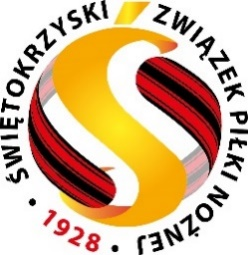 ŚWIĘTOKRZYSKI ZWIĄZEK PIŁKI NOŻNEJ
• 1928 •
Ś